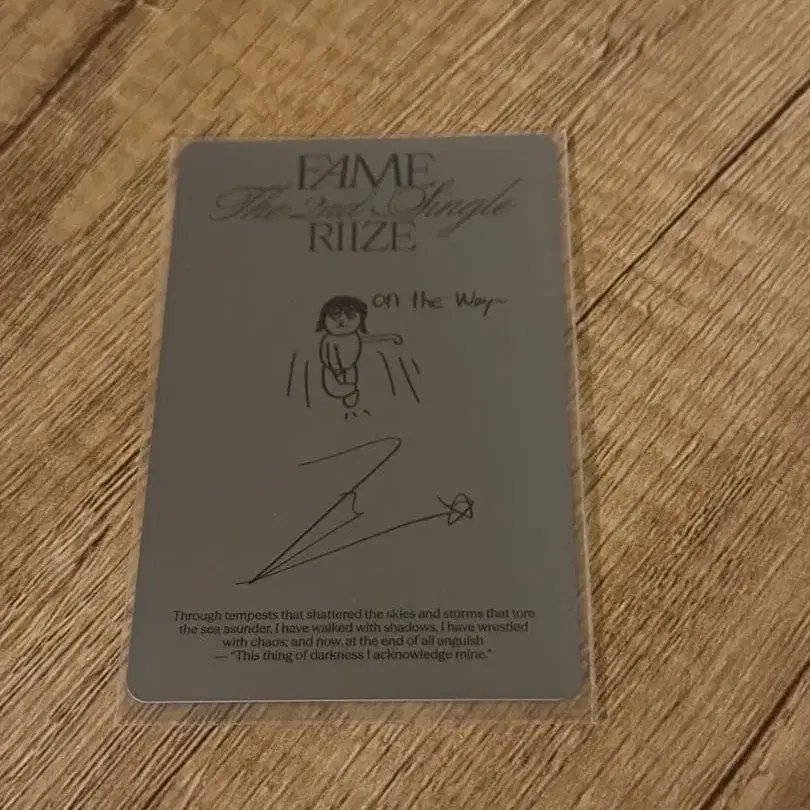 FAME
The 2nd Single
RIIZE
on the Way~
Through tempests that shattered the skies and storms that tore
the sea asunder, I have walked with shadows, I have wrestled
with chaos; and now, at the end of all anguish
— "This thing of darkness I acknowledge mine."